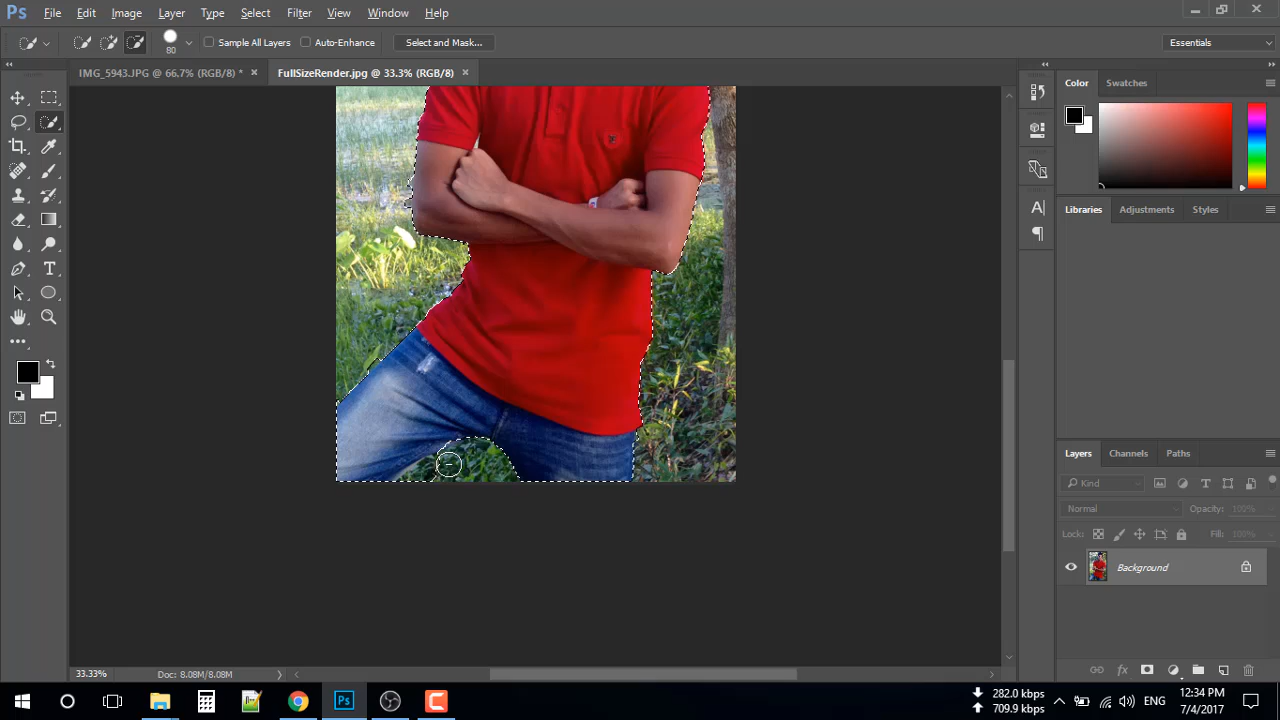 Ps File Edit Image Layer Type Select Filter 3D View Window Help
80 Sample All Layers Auto-Enhance Select and Mask... Essentials
IMG_5943.JPG @ 66.7% (RGB/8) * FullSizeRender.jpg @ 33.3% (RGB/8)
Color Swatches
Libraries Adjustments Styles
Layers Channels Paths
Kind
Normal Opacity: 100%
Lock: Fill: 100%
Background
33.33% Doc: 8.08M/8.08M
Ps 282.0 kbps
709.9 kbps ENG 12:34 PM
7/4/2017